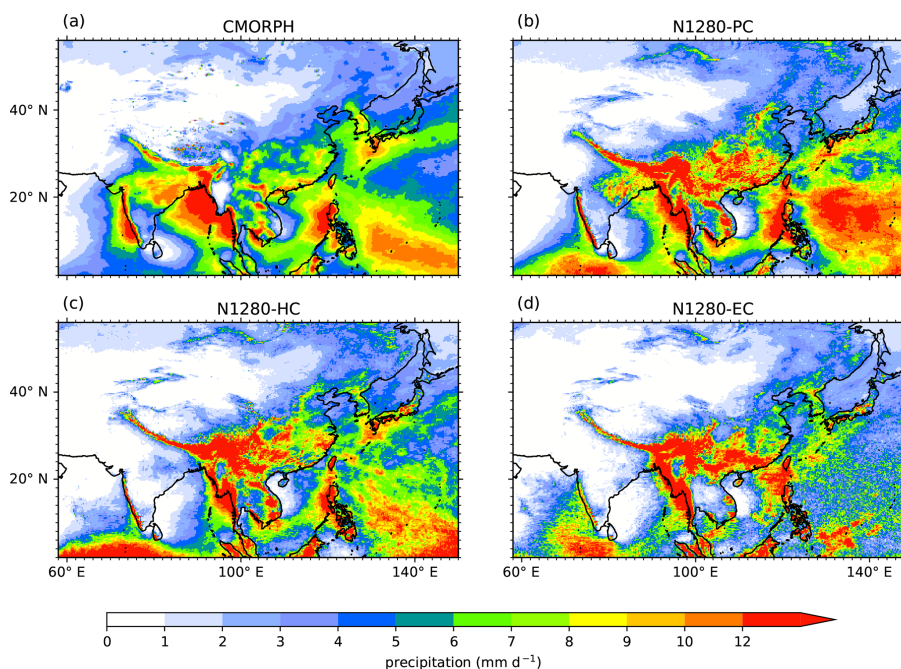 (a) CMORPH
(b) N1280-PC
40° N
20° N
(c) N1280-HC
(d) N1280-EC
40° N
20° N
60° E 100° E 140° E 60° E 100° E 140° E
0 1 2 3 4 5 6 7 8 9 10 12
precipitation (mm d⁻¹)